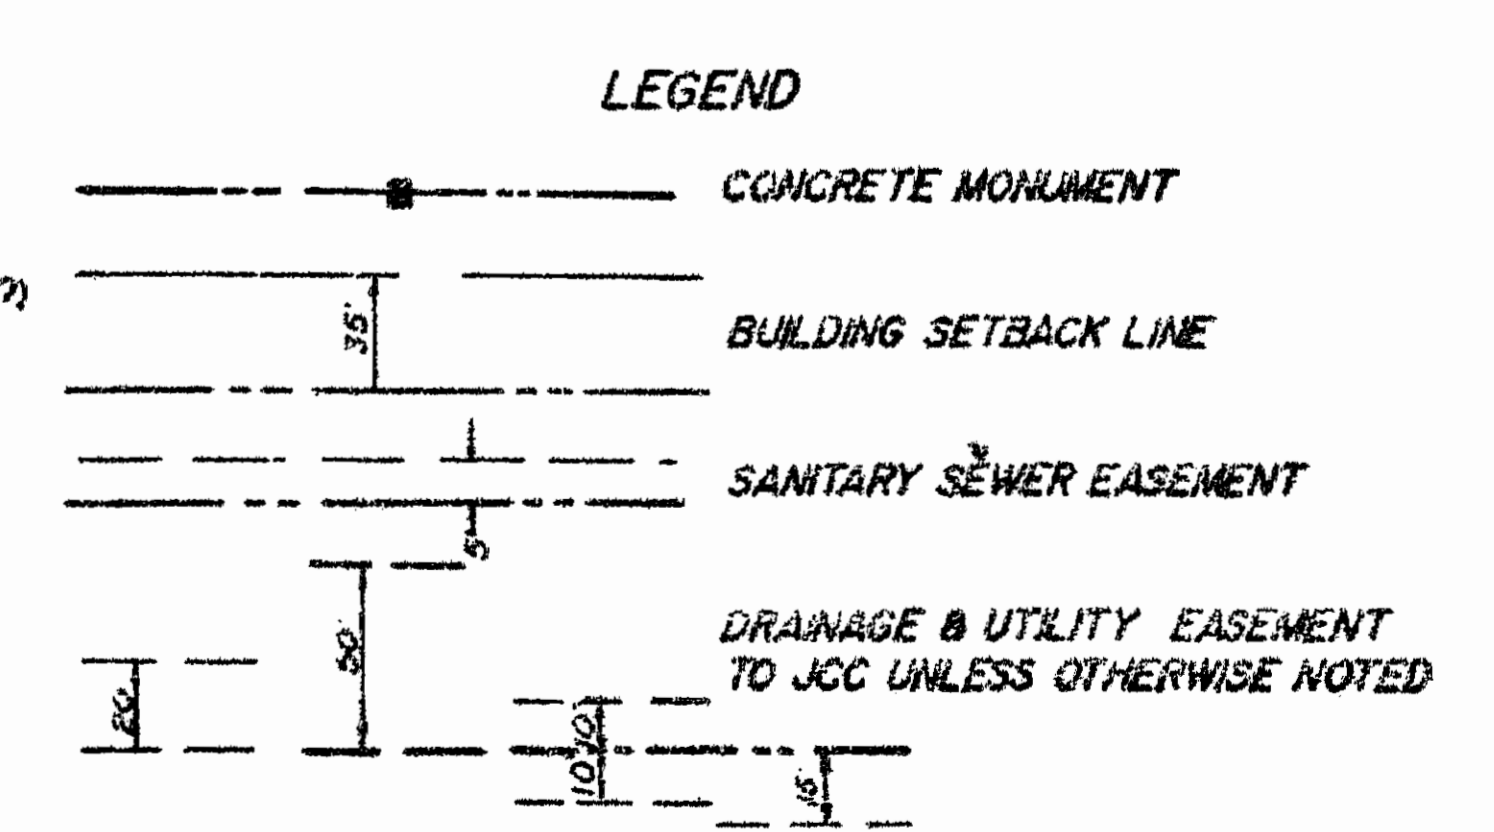 LEGEND
CONCRETE MONUMENT
35'
BUILDING SETBACK LINE
SANITARY SEWER EASEMENT
5'
DRAINAGE & UTILITY EASEMENT
TO JCC UNLESS OTHERWISE NOTED
50'
20'
10'
10'
15'